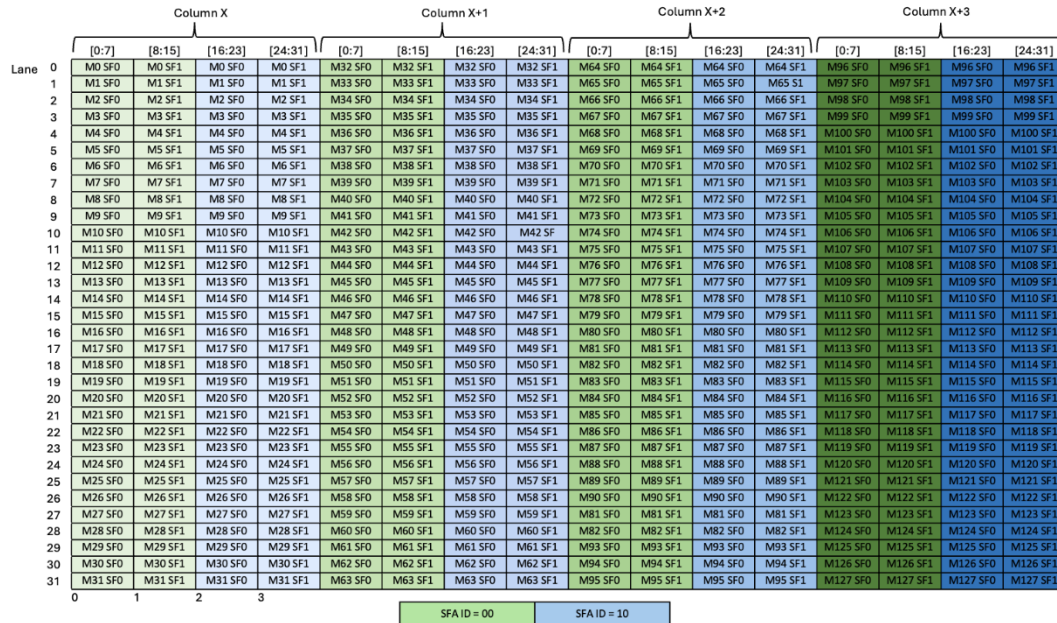 Column X Column X+1 Column X+2 Column X+3
[0:7] [8:15] [16:23] [24:31] [0:7] [8:15] [16:23] [24:31] [0:7] [8:15] [16:23] [24:31] [0:7] [8:15] [16:23] [24:31]
Lane 0 M0 SF0 M0 SF1 M0 SF0 M0 SF1 M32 SF0 M32 SF1 M32 SF0 M32 SF1 M64 SF0 M64 SF1 M64 SF0 M64 SF1 M96 SF0 M96 SF1 M96 SF0 M96 SF1
1 M1 SF0 M1 SF1 M1 SF0 M1 SF1 M33 SF0 M33 SF1 M33 SF0 M33 SF1 M65 SF0 M65 SF1 M65 SF0 M65 S1 M97 SF0 M97 SF1 M97 SF0 M97 SF1
2 M2 SF0 M2 SF1 M2 SF0 M2 SF1 M34 SF0 M34 SF1 M34 SF0 M34 SF1 M66 SF0 M66 SF1 M66 SF0 M66 SF1 M98 SF0 M98 SF1 M98 SF0 M98 SF1
3 M3 SF0 M3 SF1 M3 SF0 M3 SF1 M35 SF0 M35 SF1 M35 SF0 M35 SF1 M67 SF0 M67 SF1 M67 SF0 M67 SF1 M99 SF0 M99 SF1 M99 SF0 M99 SF1
4 M4 SF0 M4 SF1 M4 SF0 M4 SF1 M36 SF0 M36 SF1 M36 SF0 M36 SF1 M68 SF0 M68 SF1 M68 SF0 M68 SF1 M100 SF0 M100 SF1 M100 SF0 M100 SF1
5 M5 SF0 M5 SF1 M5 SF0 M5 SF1 M37 SF0 M37 SF1 M37 SF0 M37 SF1 M69 SF0 M69 SF1 M69 SF0 M69 SF1 M101 SF0 M101 SF1 M101 SF0 M101 SF1
6 M6 SF0 M6 SF1 M6 SF0 M6 SF1 M38 SF0 M38 SF1 M38 SF0 M38 SF1 M70 SF0 M70 SF1 M70 SF0 M70 SF1 M102 SF0 M102 SF1 M102 SF0 M102 SF1
7 M7 SF0 M7 SF1 M7 SF0 M7 SF1 M39 SF0 M39 SF1 M39 SF0 M39 SF1 M71 SF0 M71 SF1 M71 SF0 M71 SF1 M103 SF0 M103 SF1 M103 SF0 M103 SF1
8 M8 SF0 M8 SF1 M8 SF0 M8 SF1 M40 SF0 M40 SF1 M40 SF0 M40 SF1 M72 SF0 M72 SF1 M72 SF0 M72 SF1 M104 SF0 M104 SF1 M104 SF0 M104 SF1
9 M9 SF0 M9 SF1 M9 SF0 M9 SF1 M41 SF0 M41 SF1 M41 SF0 M41 SF1 M73 SF0 M73 SF1 M73 SF0 M73 SF1 M105 SF0 M105 SF1 M105 SF0 M105 SF1
10 M10 SF0 M10 SF1 M10 SF0 M10 SF1 M42 SF0 M42 SF1 M42 SF0 M42 SF M74 SF0 M74 SF1 M74 SF0 M74 SF1 M106 SF0 M106 SF1 M106 SF0 M106 SF1
11 M11 SF0 M11 SF1 M11 SF0 M11 SF1 M43 SF0 M43 SF1 M43 SF0 M43 SF1 M75 SF0 M75 SF1 M75 SF0 M75 SF1 M107 SF0 M107 SF1 M107 SF0 M107 SF1
12 M12 SF0 M12 SF1 M12 SF0 M12 SF1 M44 SF0 M44 SF1 M44 SF0 M44 SF1 M76 SF0 M76 SF1 M76 SF0 M76 SF1 M108 SF0 M108 SF1 M108 SF0 M108 SF1
13 M13 SF0 M13 SF1 M13 SF0 M13 SF1 M45 SF0 M45 SF1 M45 SF0 M45 SF1 M77 SF0 M77 SF1 M77 SF0 M77 SF1 M109 SF0 M109 SF1 M109 SF0 M109 SF1
14 M14 SF0 M14 SF1 M14 SF0 M14 SF1 M46 SF0 M46 SF1 M46 SF0 M46 SF1 M78 SF0 M78 SF1 M78 SF0 M78 SF1 M110 SF0 M110 SF1 M110 SF0 M110 SF1
15 M15 SF0 M15 SF1 M15 SF0 M15 SF1 M47 SF0 M47 SF1 M47 SF0 M47 SF1 M79 SF0 M79 SF1 M79 SF0 M79 SF1 M111 SF0 M111 SF1 M111 SF0 M111 SF1
16 M16 SF0 M16 SF1 M16 SF0 M16 SF1 M48 SF0 M48 SF1 M48 SF0 M48 SF1 M80 SF0 M80 SF1 M80 SF0 M80 SF1 M112 SF0 M112 SF1 M112 SF0 M112 SF1
17 M17 SF0 M17 SF1 M17 SF0 M17 SF1 M49 SF0 M49 SF1 M49 SF0 M49 SF1 M81 SF0 M81 SF1 M81 SF0 M81 SF1 M113 SF0 M113 SF1 M113 SF0 M113 SF1
18 M18 SF0 M18 SF1 M18 SF0 M18 SF1 M50 SF0 M50 SF1 M50 SF0 M50 SF1 M82 SF0 M82 SF1 M82 SF0 M82 SF1 M114 SF0 M114 SF1 M114 SF0 M114 SF1
19 M19 SF0 M19 SF1 M19 SF0 M19 SF1 M51 SF0 M51 SF1 M51 SF0 M51 SF1 M83 SF0 M83 SF1 M83 SF0 M83 SF1 M115 SF0 M115 SF1 M115 SF0 M115 SF1
20 M20 SF0 M20 SF1 M20 SF0 M20 SF1 M52 SF0 M52 SF1 M52 SF0 M52 SF1 M84 SF0 M84 SF1 M84 SF0 M84 SF1 M116 SF0 M116 SF1 M116 SF0 M116 SF1
21 M21 SF0 M21 SF1 M21 SF0 M21 SF1 M53 SF0 M53 SF1 M53 SF0 M53 SF1 M85 SF0 M85 SF1 M85 SF0 M85 SF1 M117 SF0 M117 SF1 M117 SF0 M117 SF1
22 M22 SF0 M22 SF1 M22 SF0 M22 SF1 M54 SF0 M54 SF1 M54 SF0 M54 SF1 M86 SF0 M86 SF1 M86 SF0 M86 SF1 M118 SF0 M118 SF1 M118 SF0 M118 SF1
23 M23 SF0 M23 SF1 M23 SF0 M23 SF1 M55 SF0 M55 SF1 M55 SF0 M55 SF1 M87 SF0 M87 SF1 M87 SF0 M87 SF1 M119 SF0 M119 SF1 M119 SF0 M119 SF1
24 M24 SF0 M24 SF1 M24 SF0 M24 SF1 M56 SF0 M56 SF1 M56 SF0 M56 SF1 M88 SF0 M88 SF1 M88 SF0 M88 SF1 M120 SF0 M120 SF1 M120 SF0 M120 SF1
25 M25 SF0 M25 SF1 M25 SF0 M25 SF1 M57 SF0 M57 SF1 M57 SF0 M57 SF1 M89 SF0 M89 SF1 M89 SF0 M89 SF1 M121 SF0 M121 SF1 M121 SF0 M121 SF1
26 M26 SF0 M26 SF1 M26 SF0 M26 SF1 M58 SF0 M58 SF1 M58 SF0 M58 SF1 M90 SF0 M90 SF1 M90 SF0 M90 SF1 M122 SF0 M122 SF1 M122 SF0 M122 SF1
27 M27 SF0 M27 SF1 M27 SF0 M27 SF1 M59 SF0 M59 SF1 M59 SF0 M59 SF1 M81 SF0 M81 SF1 M81 SF0 M81 SF1 M123 SF0 M123 SF1 M123 SF0 M123 SF1
28 M28 SF0 M28 SF1 M28 SF0 M28 SF1 M60 SF0 M60 SF1 M60 SF0 M60 SF1 M82 SF0 M82 SF1 M82 SF0 M82 SF1 M124 SF0 M124 SF1 M124 SF0 M124 SF1
29 M29 SF0 M29 SF1 M29 SF0 M29 SF1 M61 SF0 M61 SF1 M61 SF0 M61 SF1 M93 SF0 M93 SF1 M93 SF0 M93 SF1 M125 SF0 M125 SF1 M125 SF0 M125 SF1
30 M30 SF0 M30 SF1 M30 SF0 M30 SF1 M62 SF0 M62 SF1 M62 SF0 M62 SF1 M94 SF0 M94 SF1 M94 SF0 M94 SF1 M126 SF0 M126 SF1 M126 SF0 M126 SF1
31 M31 SF0 M31 SF1 M31 SF0 M31 SF1 M63 SF0 M63 SF1 M63 SF0 M63 SF1 M95 SF0 M95 SF1 M95 SF0 M95 SF1 M127 SF0 M127 SF1 M127 SF0 M127 SF1
0 1 2 3
SFA ID = 00 SFA ID = 10